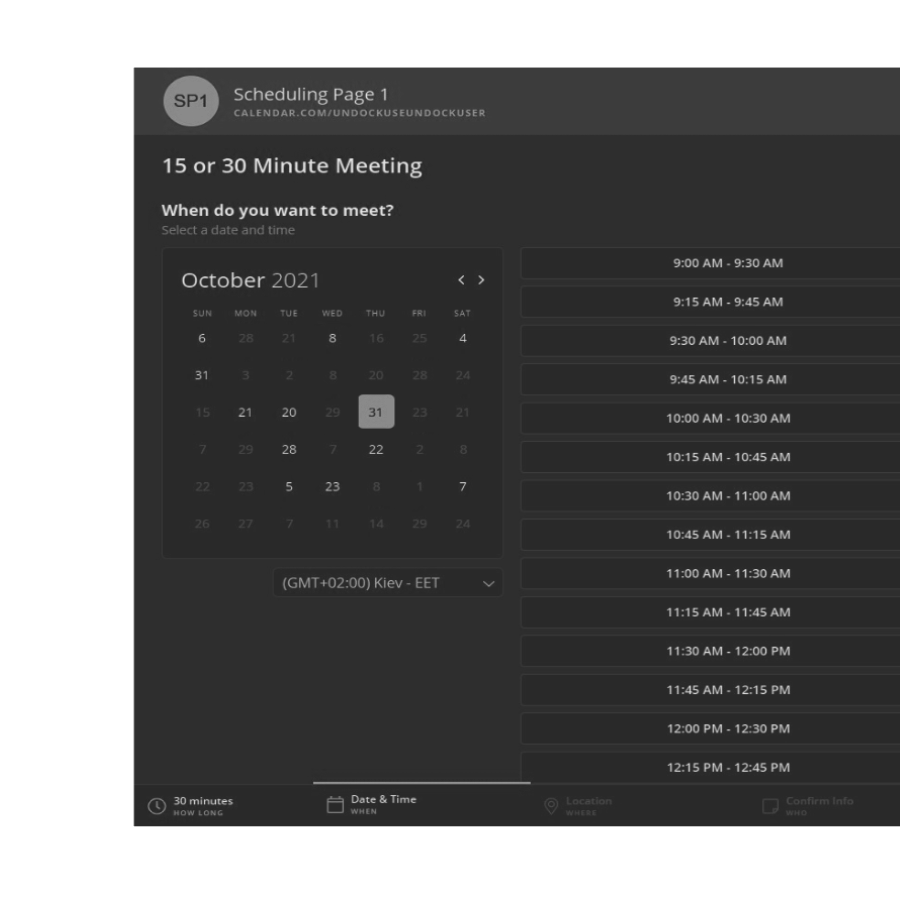 SP1
Scheduling Page 1
CALENDAR.COM/UNDOCKUSEUNDOCKUSER
15 or 30 Minute Meeting
When do you want to meet?
Select a date and time
October 2021
SUN MON TUE WED THU FRI SAT
6 28 21 8 16 25 4
31 3 2 8 20 28 24
15 21 20 29 31 23 21
7 29 28 7 22 2 8
22 23 5 23 8 1 7
26 27 7 11 14 29 24
(GMT+02:00) Kiev - EET
9:00 AM - 9:30 AM
9:15 AM - 9:45 AM
9:30 AM - 10:00 AM
9:45 AM - 10:15 AM
10:00 AM - 10:30 AM
10:15 AM - 10:45 AM
10:30 AM - 11:00 AM
10:45 AM - 11:15 AM
11:00 AM - 11:30 AM
11:15 AM - 11:45 AM
11:30 AM - 12:00 PM
11:45 AM - 12:15 PM
12:00 PM - 12:30 PM
12:15 PM - 12:45 PM
30 minutes
HOW LONG
Date & Time
WHEN
Location
WHERE
Confirm Info
WHO